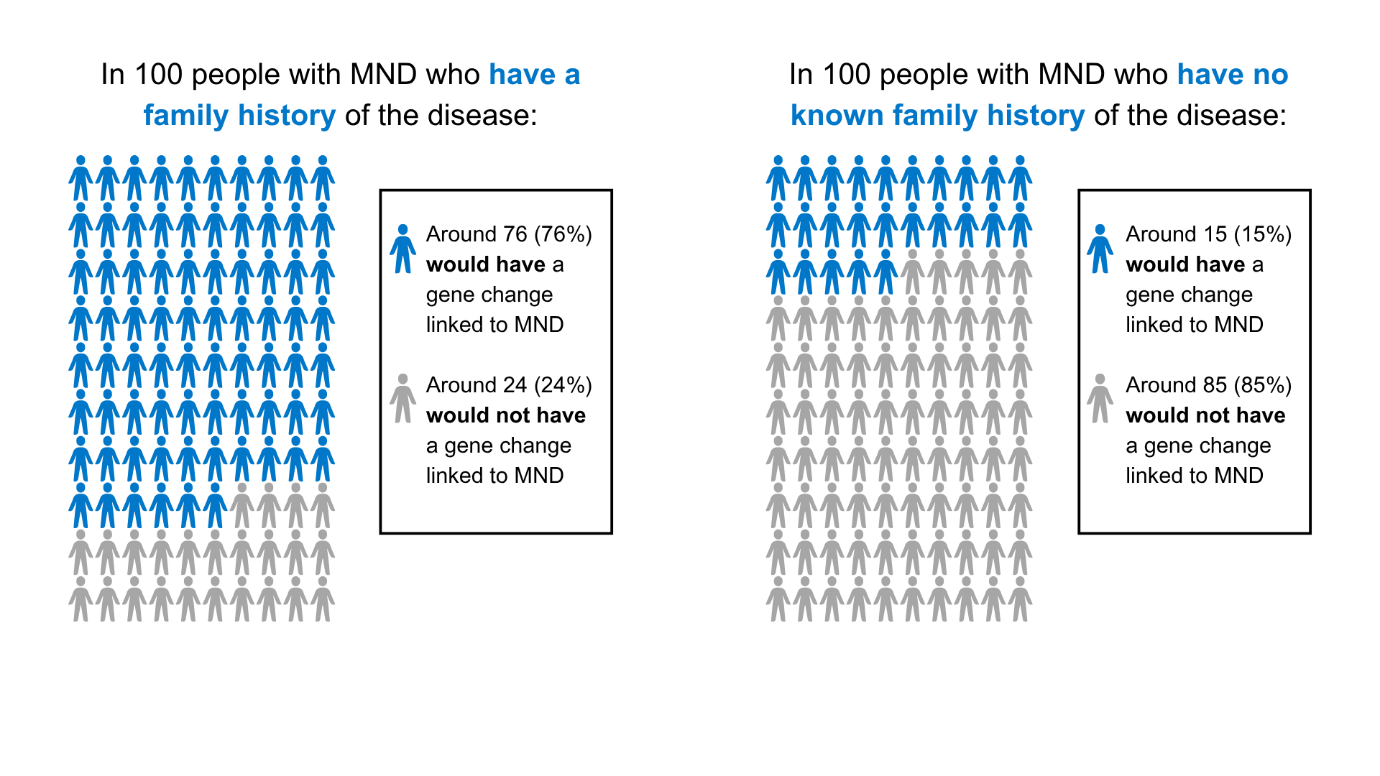 In 100 people with MND who have a
family history of the disease:
Around 76 (76%)
would have a
gene change
linked to MND
Around 24 (24%)
would not have
a gene change
linked to MND
In 100 people with MND who have no
known family history of the disease:
Around 15 (15%)
would have a
gene change
linked to MND
Around 85 (85%)
would not have
a gene change
linked to MND